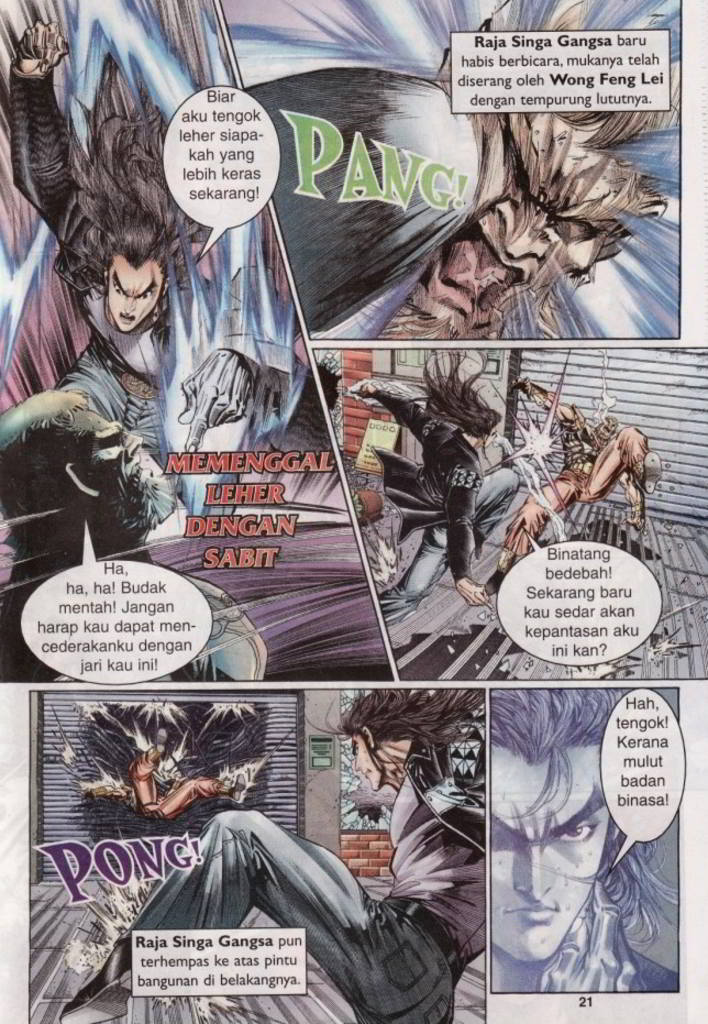 Biar
aku tengok
leher siapa-
kah yang
lebih keras
sekarang!
MEMENGGAL
LEHER
DENGAN
SABIT
Ha,
ha, ha! Budak
mentah! Jangan
harap kau dapat men-
cederakanku dengan
jari kau ini!
Raja Singa Gangsa baru
habis berbicara, mukanya telah
diserang oleh Wong Feng Lei
dengan tempurung lututnya.
PANG!
Binatang
bedebah!
Sekarang baru
kau sedar akan
kepantasan aku
ini kan?
PONG!
Raja Singa Gangsa pun
terhempas ke atas pintu
bangunan di belakangnya.
Hah,
tengok!
Kerana
mulut
badan
binasa!
21